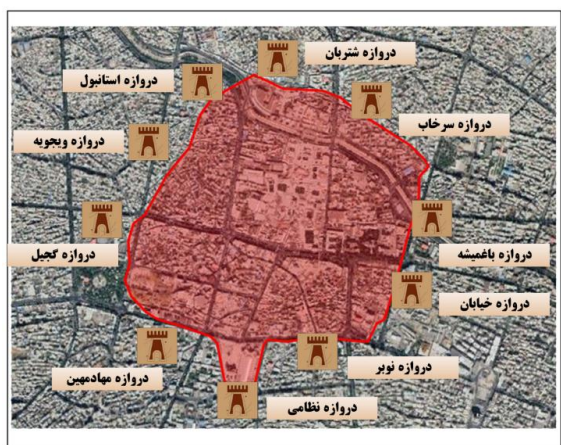 دروازه شتربان
دروازه استانبول
دروازه سرخاب
دروازه ویجویه
دروازه باغمیشه
دروازه گجیل
دروازه خیابان
دروازه نوبر
دروازه مهادمهین
دروازه نظامی